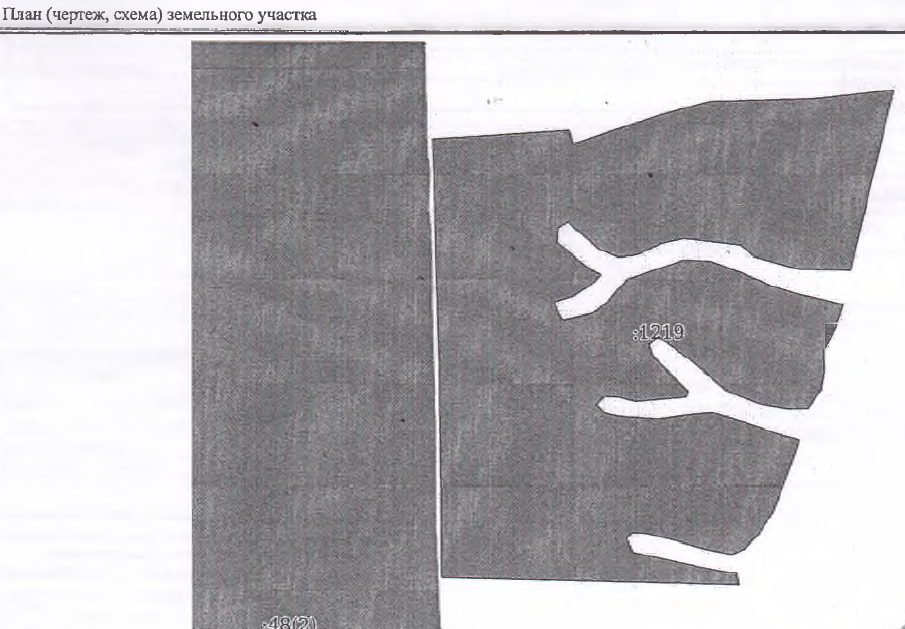 План (чертеж, схема) земельного участка
:1219
:48(2)